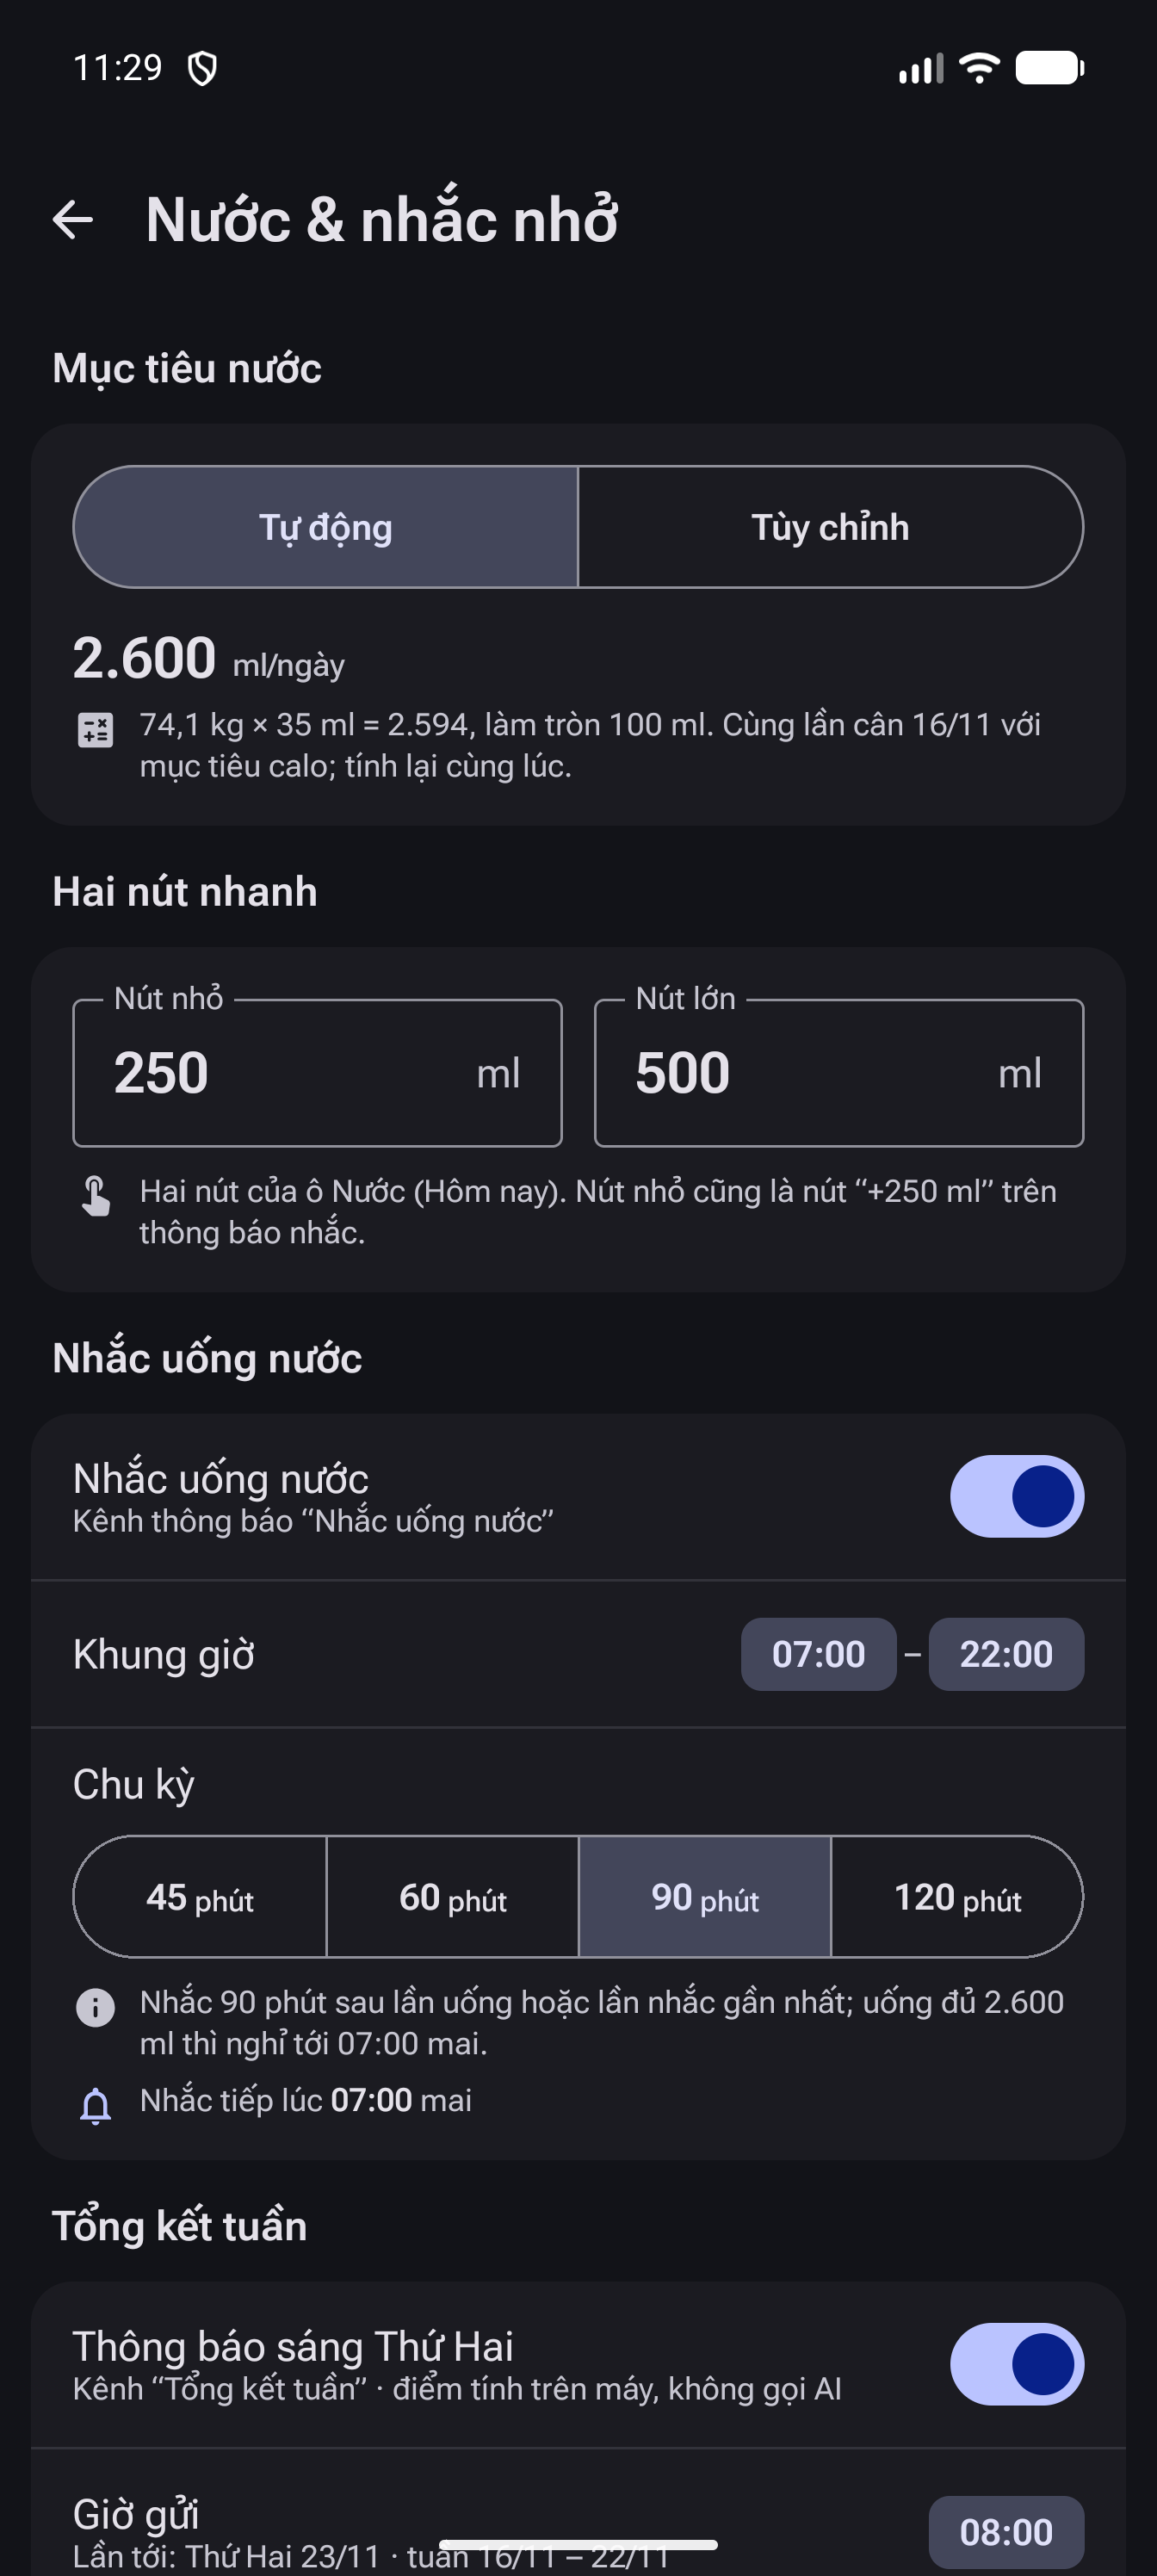 11:29
Nước & nhắc nhở
Mục tiêu nước
Tự động
Tùy chỉnh
2.600 ml/ngày
74,1 kg × 35 ml = 2.594, làm tròn 100 ml. Cùng lần cân 16/11 với
mục tiêu calo; tính lại cùng lúc.
Hai nút nhanh
Nút nhỏ
250 ml
Nút lớn
500 ml
Hai nút của ô Nước (Hôm nay). Nút nhỏ cũng là nút “+250 ml” trên
thông báo nhắc.
Nhắc uống nước
Nhắc uống nước
Kênh thông báo “Nhắc uống nước”
Khung giờ
07:00 – 22:00
Chu kỳ
45 phút
60 phút
90 phút
120 phút
Nhắc 90 phút sau lần uống hoặc lần nhắc gần nhất; uống đủ 2.600
ml thì nghỉ tới 07:00 mai.
Nhắc tiếp lúc 07:00 mai
Tổng kết tuần
Thông báo sáng Thứ Hai
Kênh “Tổng kết tuần” · điểm tính trên máy, không gọi AI
Giờ gửi
08:00
Lần tới: Thứ Hai 23/11 · tuần 16/11 – 22/11